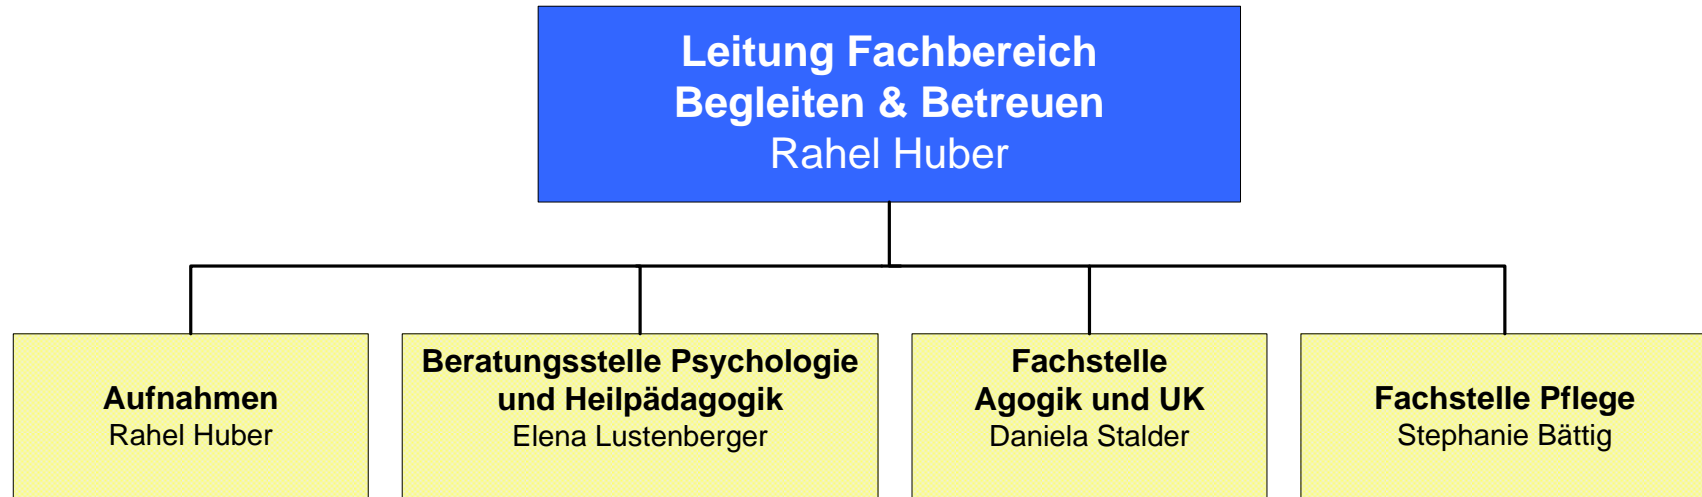 Leitung Fachbereich
Begleiten & Betreuen
Rahel Huber
Aufnahmen
Rahel Huber
Beratungsstelle Psychologie
und Heilpädagogik
Elena Lustenberger
Fachstelle
Agogik und UK
Daniela Stalder
Fachstelle Pflege
Stephanie Bättig